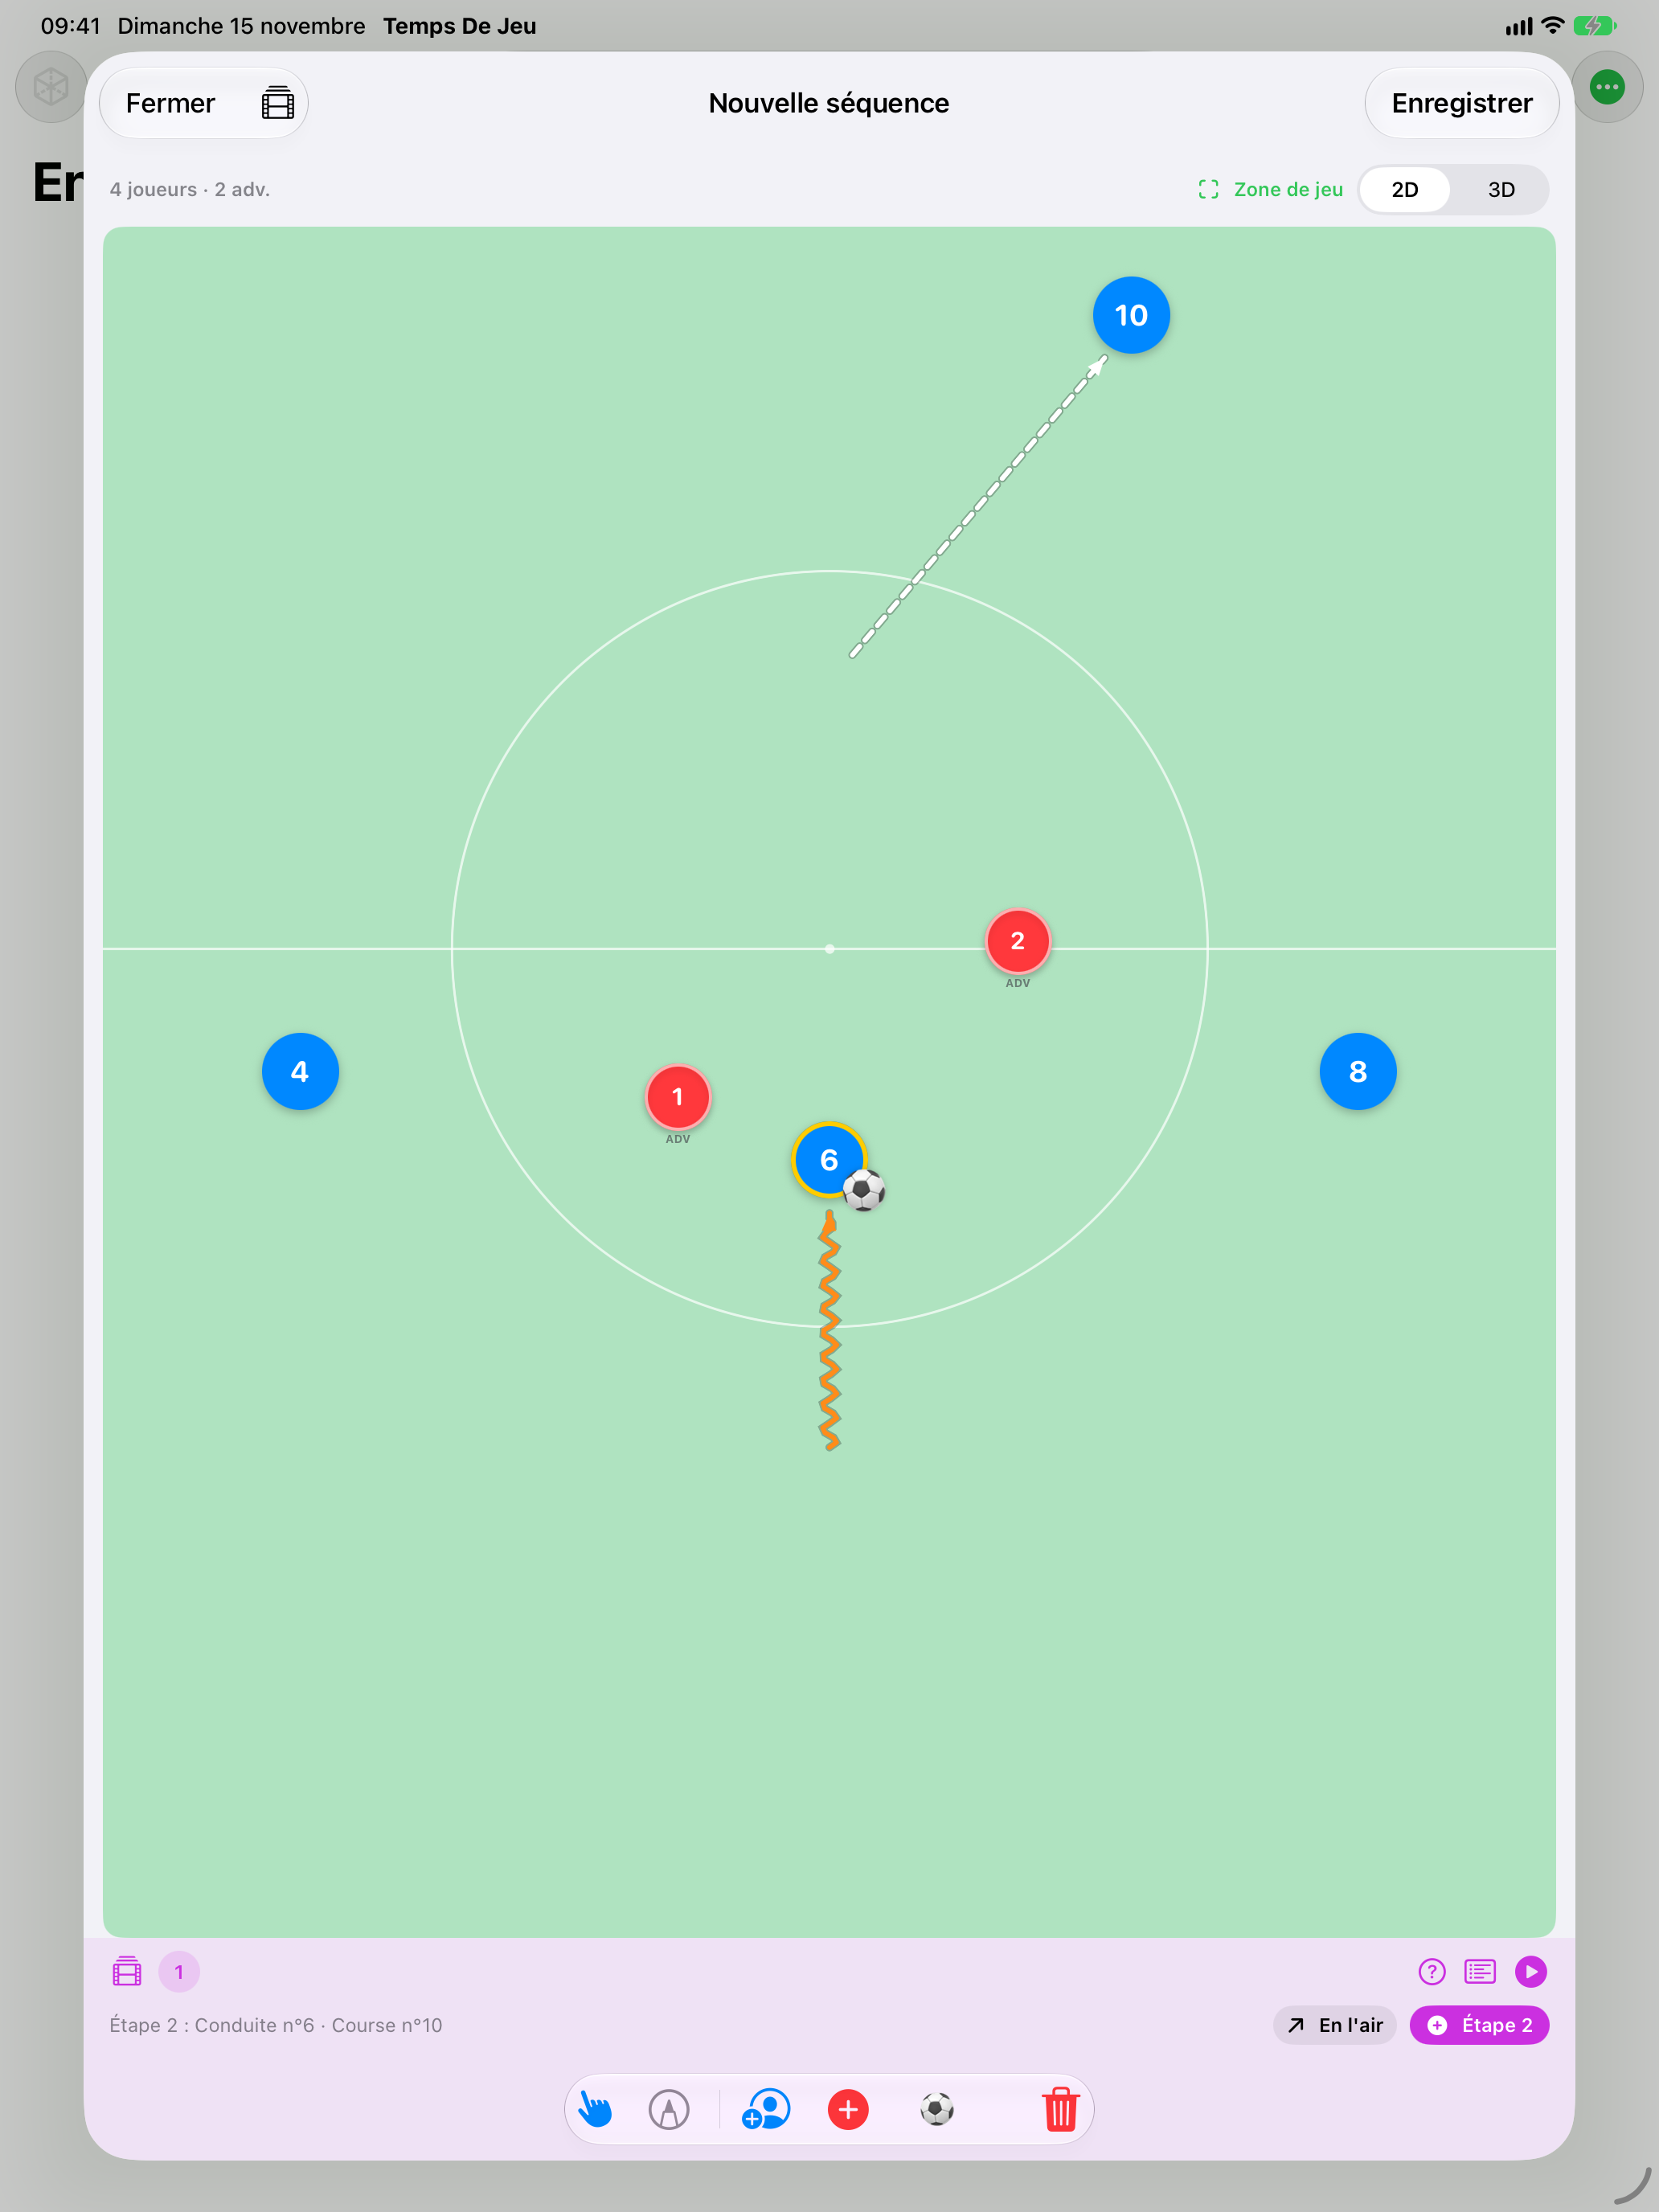 09:41 Dimanche 15 novembre Temps De Jeu
Fermer Nouvelle séquence Enregistrer
Er
4 joueurs · 2 adv. Zone de jeu 2D 3D
10
2
ADV
4 8
1
ADV
6
1 ?
Étape 2 : Conduite n°6 · Course n°10 En l'air Étape 2